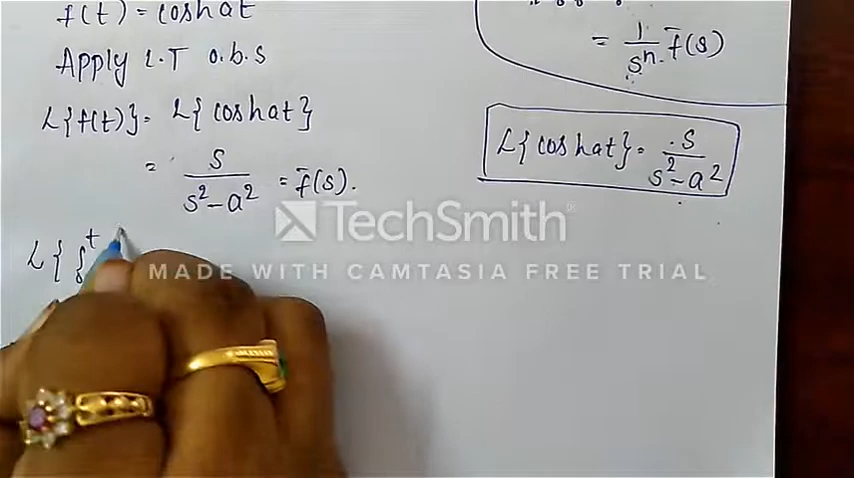 f(t) = coshat
Apply L.T o.b.s
L{f(t)} = L{coshat}
= s / s² - a² = f̄(s).
L{∫ᵗ
= 1 / sⁿ. f̄(s)
L{coshat} = s / s² - a²
TechSmith
MADE WITH CAMTASIA FREE TRIAL